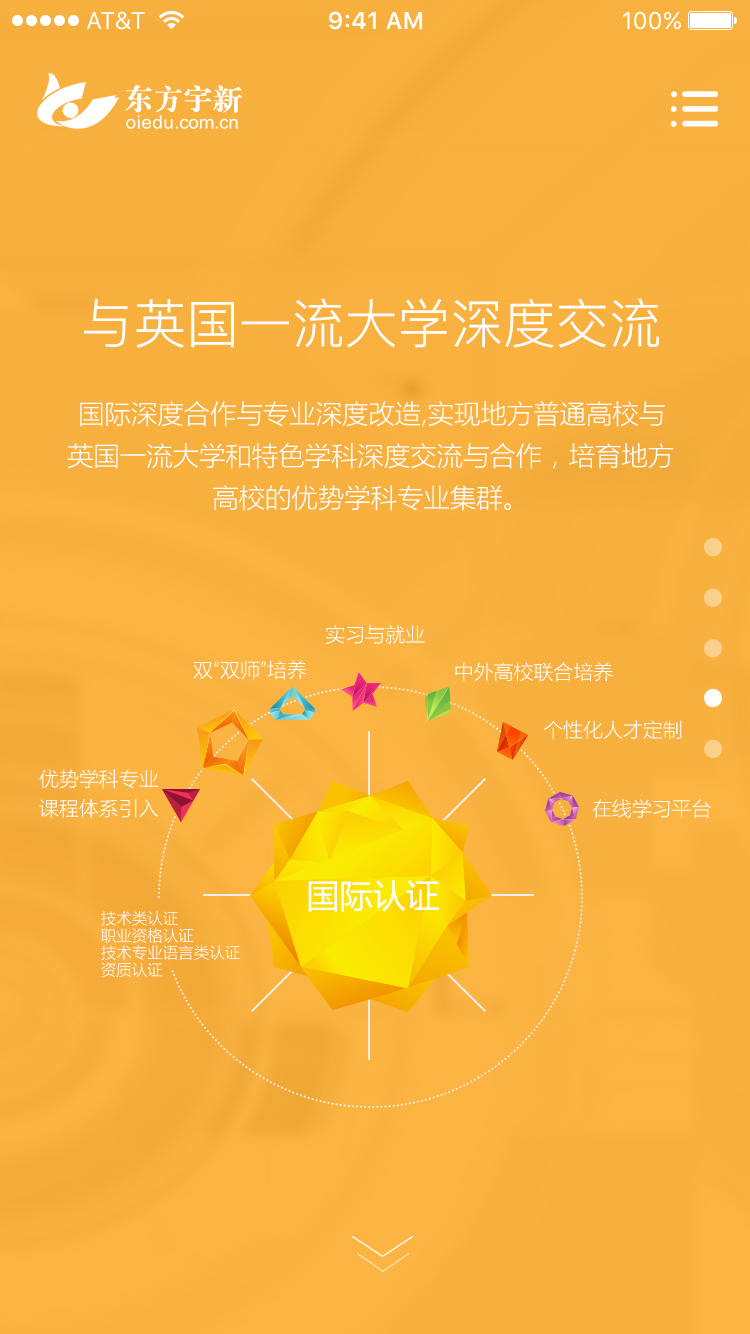 AT&T 9:41 AM 100%
东方宇新
oiedu.com.cn
与英国一流大学深度交流
国际深度合作与专业深度改造,实现地方普通高校与
英国一流大学和特色学科深度交流与合作，培育地方
高校的优势学科专业集群。
实习与就业
双“双师”培养
中外高校联合培养
个性化人才定制
优势学科专业
课程体系引入
在线学习平台
国际认证
技术类认证
职业资格认证
技术专业语言类认证
资质认证